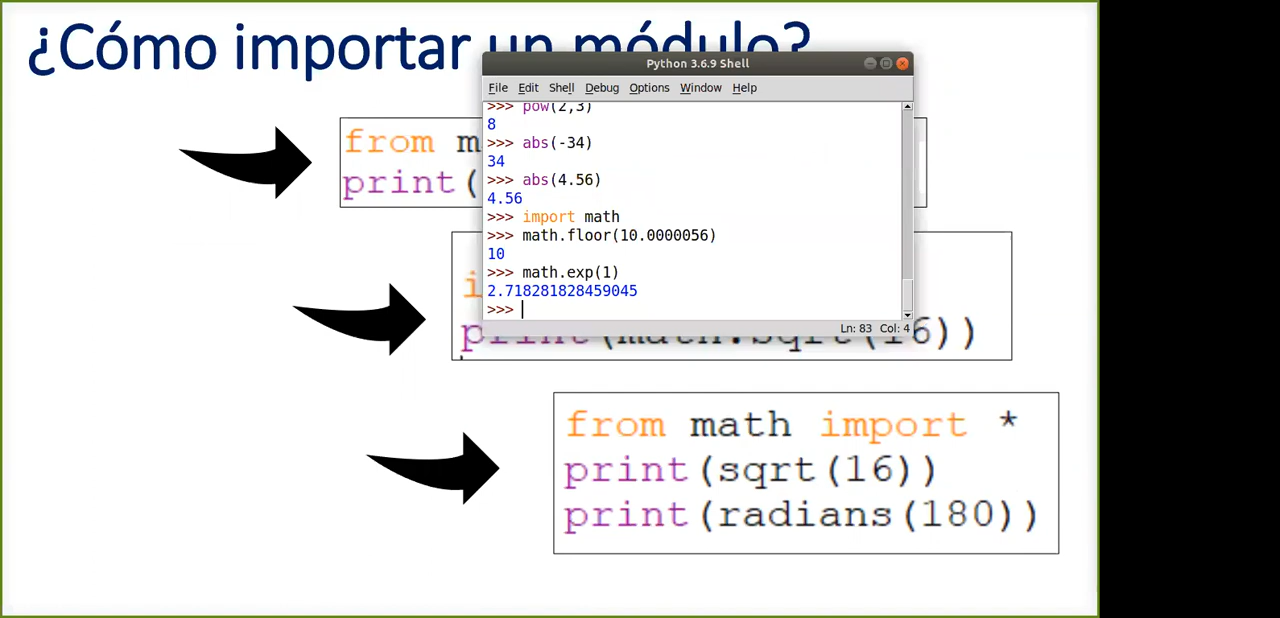 ¿Cómo importar un módulo?
Python 3.6.9 Shell
File Edit Shell Debug Options Window Help
>>> pow(2,3)
8
>>> abs(-34)
34
>>> abs(4.56)
4.56
>>> import math
>>> math.floor(10.0000056)
10
>>> math.exp(1)
2.718281828459045
>>>
Ln: 83 Col: 4
from m
print(
print(math.sqrt(16))
from math import *
print(sqrt(16))
print(radians(180))